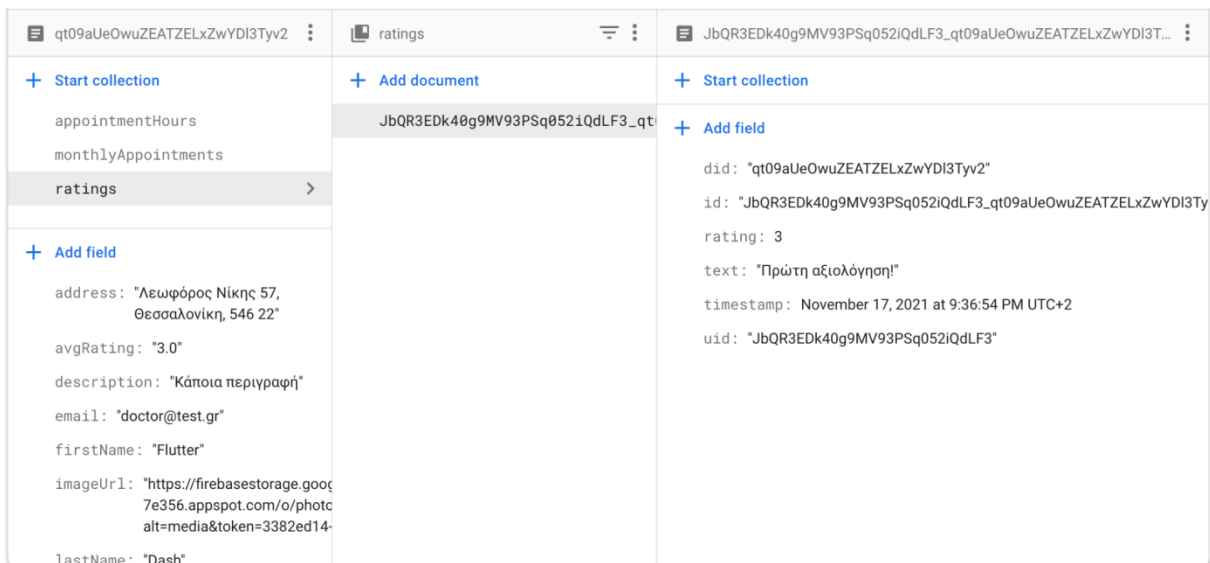 qt09aUeOwuZEATZELxZwYDl3Tyv2
Start collection
appointmentHours
monthlyAppointments
ratings
Add field
address: "Λεωφόρος Νίκης 57,
Θεσσαλονίκη, 546 22"
avgRating: "3.0"
description: "Κάποια περιγραφή"
email: "doctor@test.gr"
firstName: "Flutter"
imageUrl: "https://firebasestorage.goog
7e356.appspot.com/o/photo
alt=media&token=3382ed14-
lastName: "Dash"
ratings
Add document
JbQR3EDk40g9MV93PSq052iQdLF3_qt0
JbQR3EDk40g9MV93PSq052iQdLF3_qt09aUeOwuZEATZELxZwYDl3T...
Start collection
Add field
did: "qt09aUeOwuZEATZELxZwYDl3Tyv2"
id: "JbQR3EDk40g9MV93PSq052iQdLF3_qt09aUeOwuZEATZELxZwYDl3Ty
rating: 3
text: "Πρώτη αξιολόγηση!"
timestamp: November 17, 2021 at 9:36:54 PM UTC+2
uid: "JbQR3EDk40g9MV93PSq052iQdLF3"